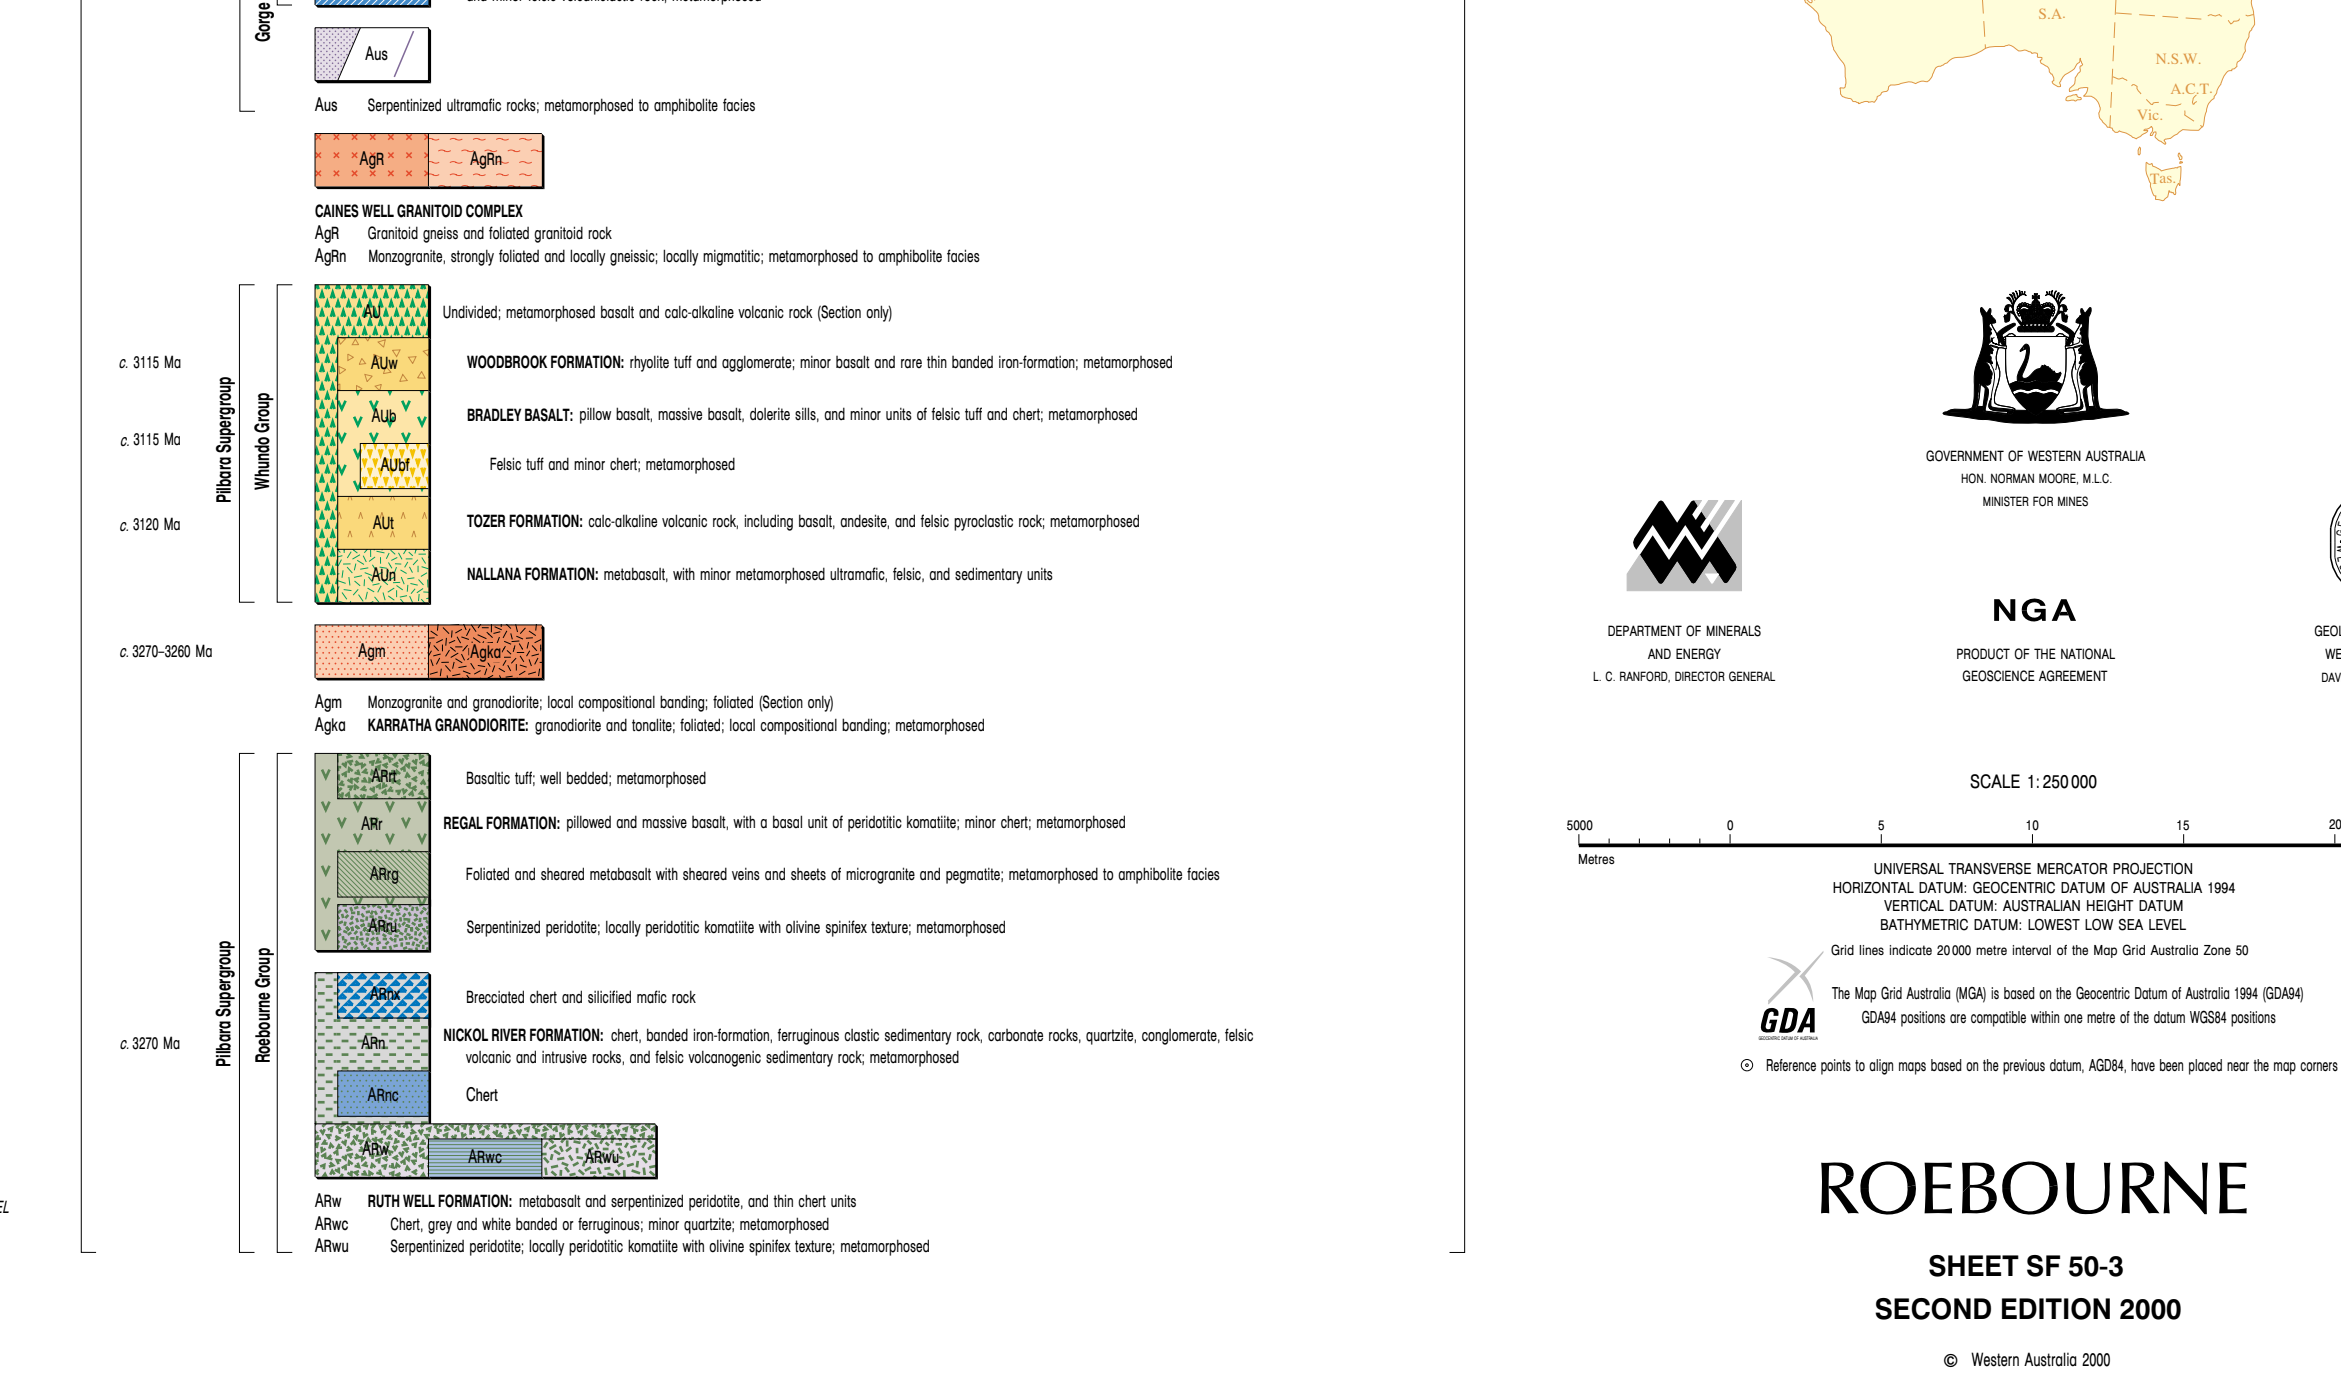 and minor felsic volcaniclastic rock; metamorphosed
Gorge
Aus
Aus Serpentinized ultramafic rocks; metamorphosed to amphibolite facies
AgR AgRn
CAINES WELL GRANITOID COMPLEX
AgR Granitoid gneiss and foliated granitoid rock
AgRn Monzogranite, strongly foliated and locally gneissic; locally migmatitic; metamorphosed to amphibolite facies
Pilbara Supergroup
Whundo Group
AU Undivided; metamorphosed basalt and calc-alkaline volcanic rock (Section only)
c. 3115 Ma AUw WOODBROOK FORMATION: rhyolite tuff and agglomerate; minor basalt and rare thin banded iron-formation; metamorphosed
AUb BRADLEY BASALT: pillow basalt, massive basalt, dolerite sills, and minor units of felsic tuff and chert; metamorphosed
c. 3115 Ma
AUbf Felsic tuff and minor chert; metamorphosed
c. 3120 Ma AUt TOZER FORMATION: calc-alkaline volcanic rock, including basalt, andesite, and felsic pyroclastic rock; metamorphosed
AUn NALLANA FORMATION: metabasalt, with minor metamorphosed ultramafic, felsic, and sedimentary units
c. 3270–3260 Ma Agm Agka
Agm Monzogranite and granodiorite; local compositional banding; foliated (Section only)
Agka KARRATHA GRANODIORITE: granodiorite and tonalite; foliated; local compositional banding; metamorphosed
Pilbara Supergroup
Roebourne Group
ARrt Basaltic tuff; well bedded; metamorphosed
ARr REGAL FORMATION: pillowed and massive basalt, with a basal unit of peridotitic komatiite; minor chert; metamorphosed
ARrg Foliated and sheared metabasalt with sheared veins and sheets of microgranite and pegmatite; metamorphosed to amphibolite facies
ARru Serpentinized peridotite; locally peridotitic komatiite with olivine spinifex texture; metamorphosed
ARnx Brecciated chert and silicified mafic rock
c. 3270 Ma ARn NICKOL RIVER FORMATION: chert, banded iron-formation, ferruginous clastic sedimentary rock, carbonate rocks, quartzite, conglomerate, felsic
volcanic and intrusive rocks, and felsic volcanogenic sedimentary rock; metamorphosed
ARnc Chert
ARw ARwc ARwu
ARw RUTH WELL FORMATION: metabasalt and serpentinized peridotite, and thin chert units
ARwc Chert, grey and white banded or ferruginous; minor quartzite; metamorphosed
ARwu Serpentinized peridotite; locally peridotitic komatiite with olivine spinifex texture; metamorphosed
EL
S.A.
N.S.W.
A.C.T.
Vic.
Tas.
GOVERNMENT OF WESTERN AUSTRALIA
HON. NORMAN MOORE, M.L.C.
MINISTER FOR MINES
DEPARTMENT OF MINERALS
AND ENERGY
L. C. RANFORD, DIRECTOR GENERAL
NGA
PRODUCT OF THE NATIONAL
GEOSCIENCE AGREEMENT
GEOL
WE
DAV
SCALE 1:250 000
5000 0 5 10 15 20
Metres
UNIVERSAL TRANSVERSE MERCATOR PROJECTION
HORIZONTAL DATUM: GEOCENTRIC DATUM OF AUSTRALIA 1994
VERTICAL DATUM: AUSTRALIAN HEIGHT DATUM
BATHYMETRIC DATUM: LOWEST LOW SEA LEVEL
Grid lines indicate 20 000 metre interval of the Map Grid Australia Zone 50
GDA
GEOCENTRIC DATUM OF AUSTRALIA
The Map Grid Australia (MGA) is based on the Geocentric Datum of Australia 1994 (GDA94)
GDA94 positions are compatible within one metre of the datum WGS84 positions
Reference points to align maps based on the previous datum, AGD84, have been placed near the map corners
ROEBOURNE
SHEET SF 50-3
SECOND EDITION 2000
© Western Australia 2000